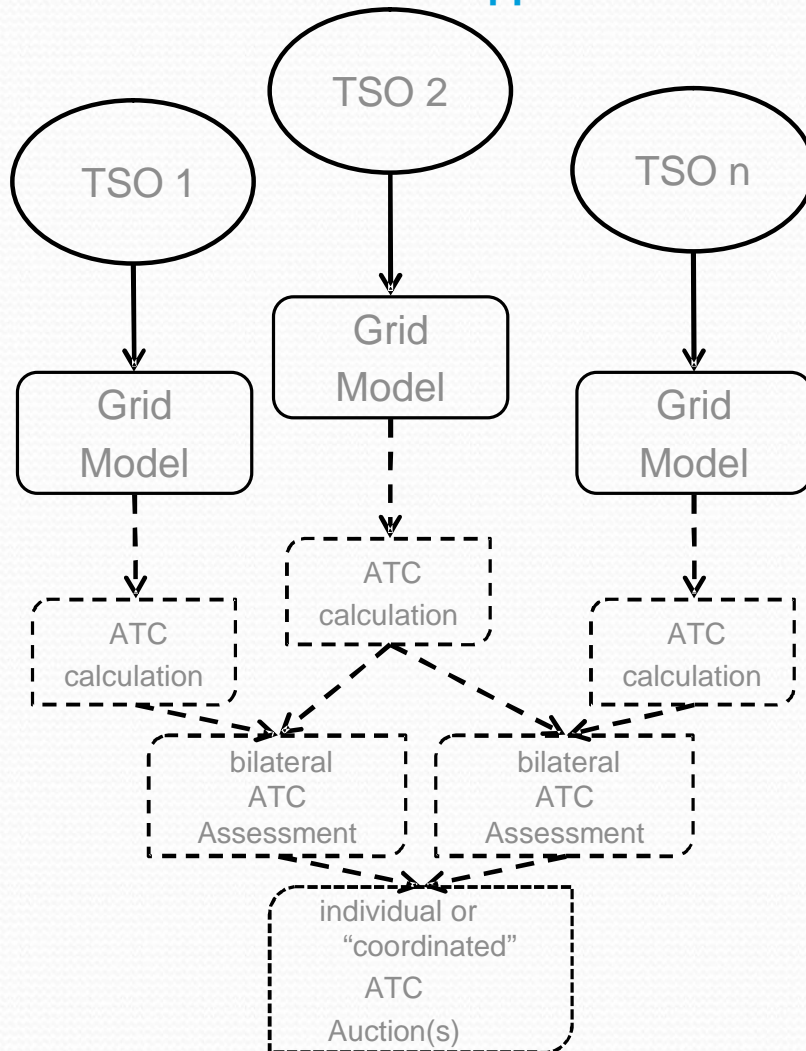 TSO 1
TSO 2
TSO n
Grid
Model
Grid
Model
Grid
Model
ATC
calculation
ATC
calculation
ATC
calculation
bilateral
ATC
Assessment
bilateral
ATC
Assessment
individual or
“coordinated”
ATC
Auction(s)